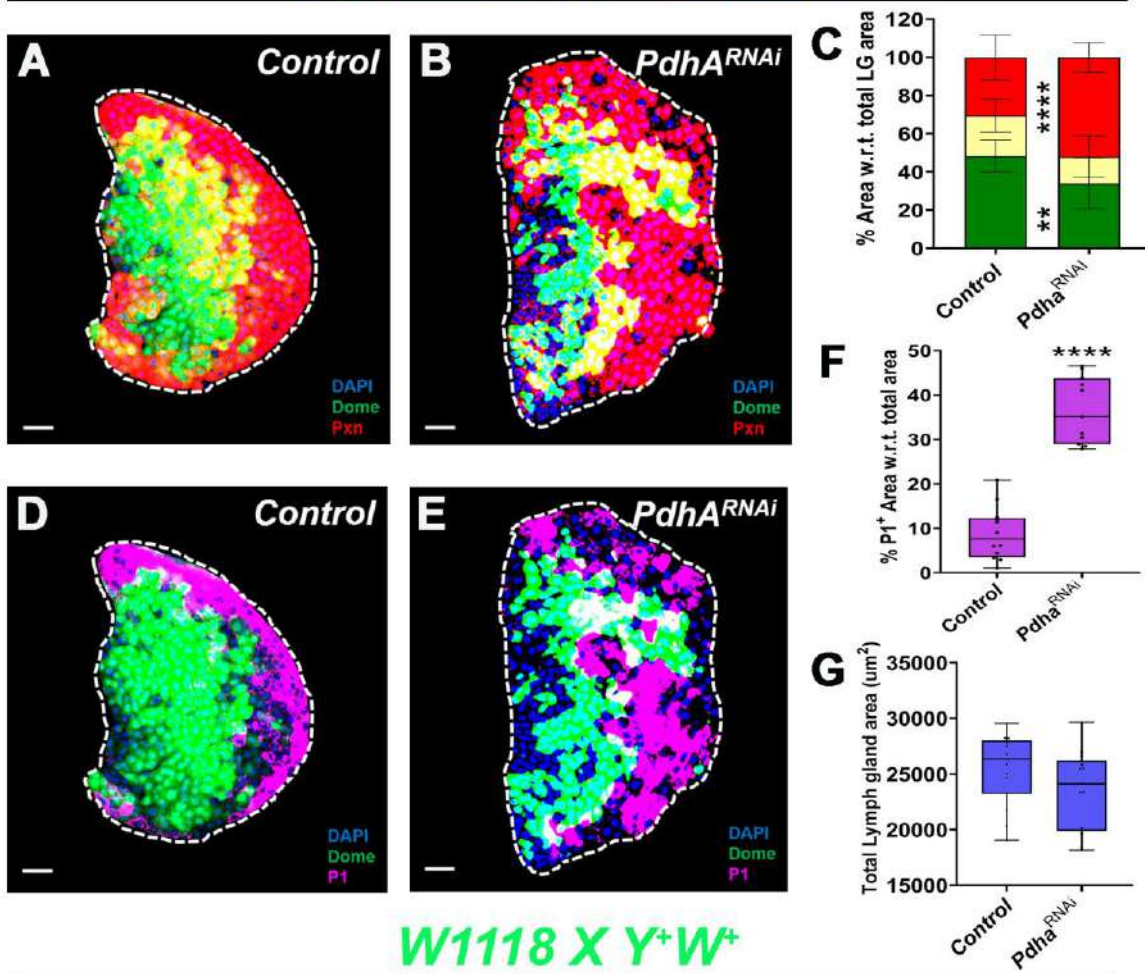 A
Control
DAPI
Dome
Pxn
B
PdhA^RNAi
DAPI
Dome
Pxn
C
% Area w.r.t. total LG area
120
100
80
60
40
20
0
****
**
Control
Pdha^RNAi
D
Control
DAPI
Dome
P1
E
PdhA^RNAi
DAPI
Dome
P1
F
% P1⁺ Area w.r.t. total area
50
40
30
20
10
0
****
Control
Pdha^RNAi
G
Total Lymph gland area (um²)
35000
30000
25000
20000
15000
Control
Pdha^RNAi
W1118 X Y⁺W⁺